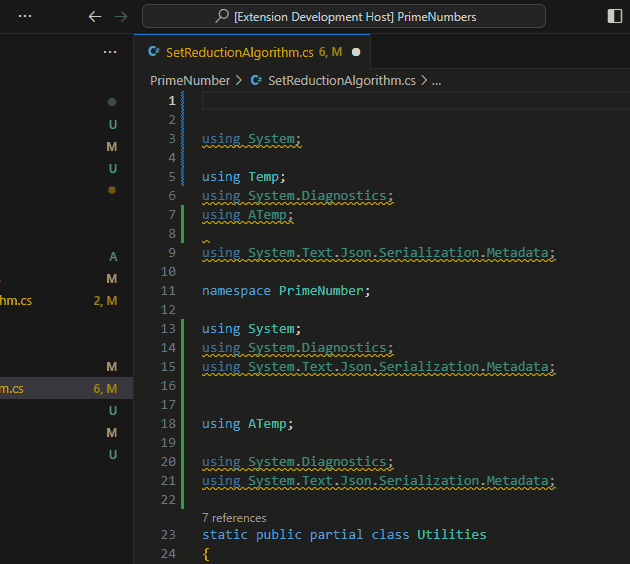 [Extension Development Host] PrimeNumbers
SetReductionAlgorithm.cs 6, M
PrimeNumber > SetReductionAlgorithm.cs > ...
U
M
U
A
M
hm.cs 2, M
M
m.cs 6, M
U
M
U
1
2
3 using System;
4
5 using Temp;
6 using System.Diagnostics;
7 using ATemp;
8
9 using System.Text.Json.Serialization.Metadata;
10
11 namespace PrimeNumber;
12
13 using System;
14 using System.Diagnostics;
15 using System.Text.Json.Serialization.Metadata;
16
17
18 using ATemp;
19
20 using System.Diagnostics;
21 using System.Text.Json.Serialization.Metadata;
22
7 references
23 static public partial class Utilities
24 {